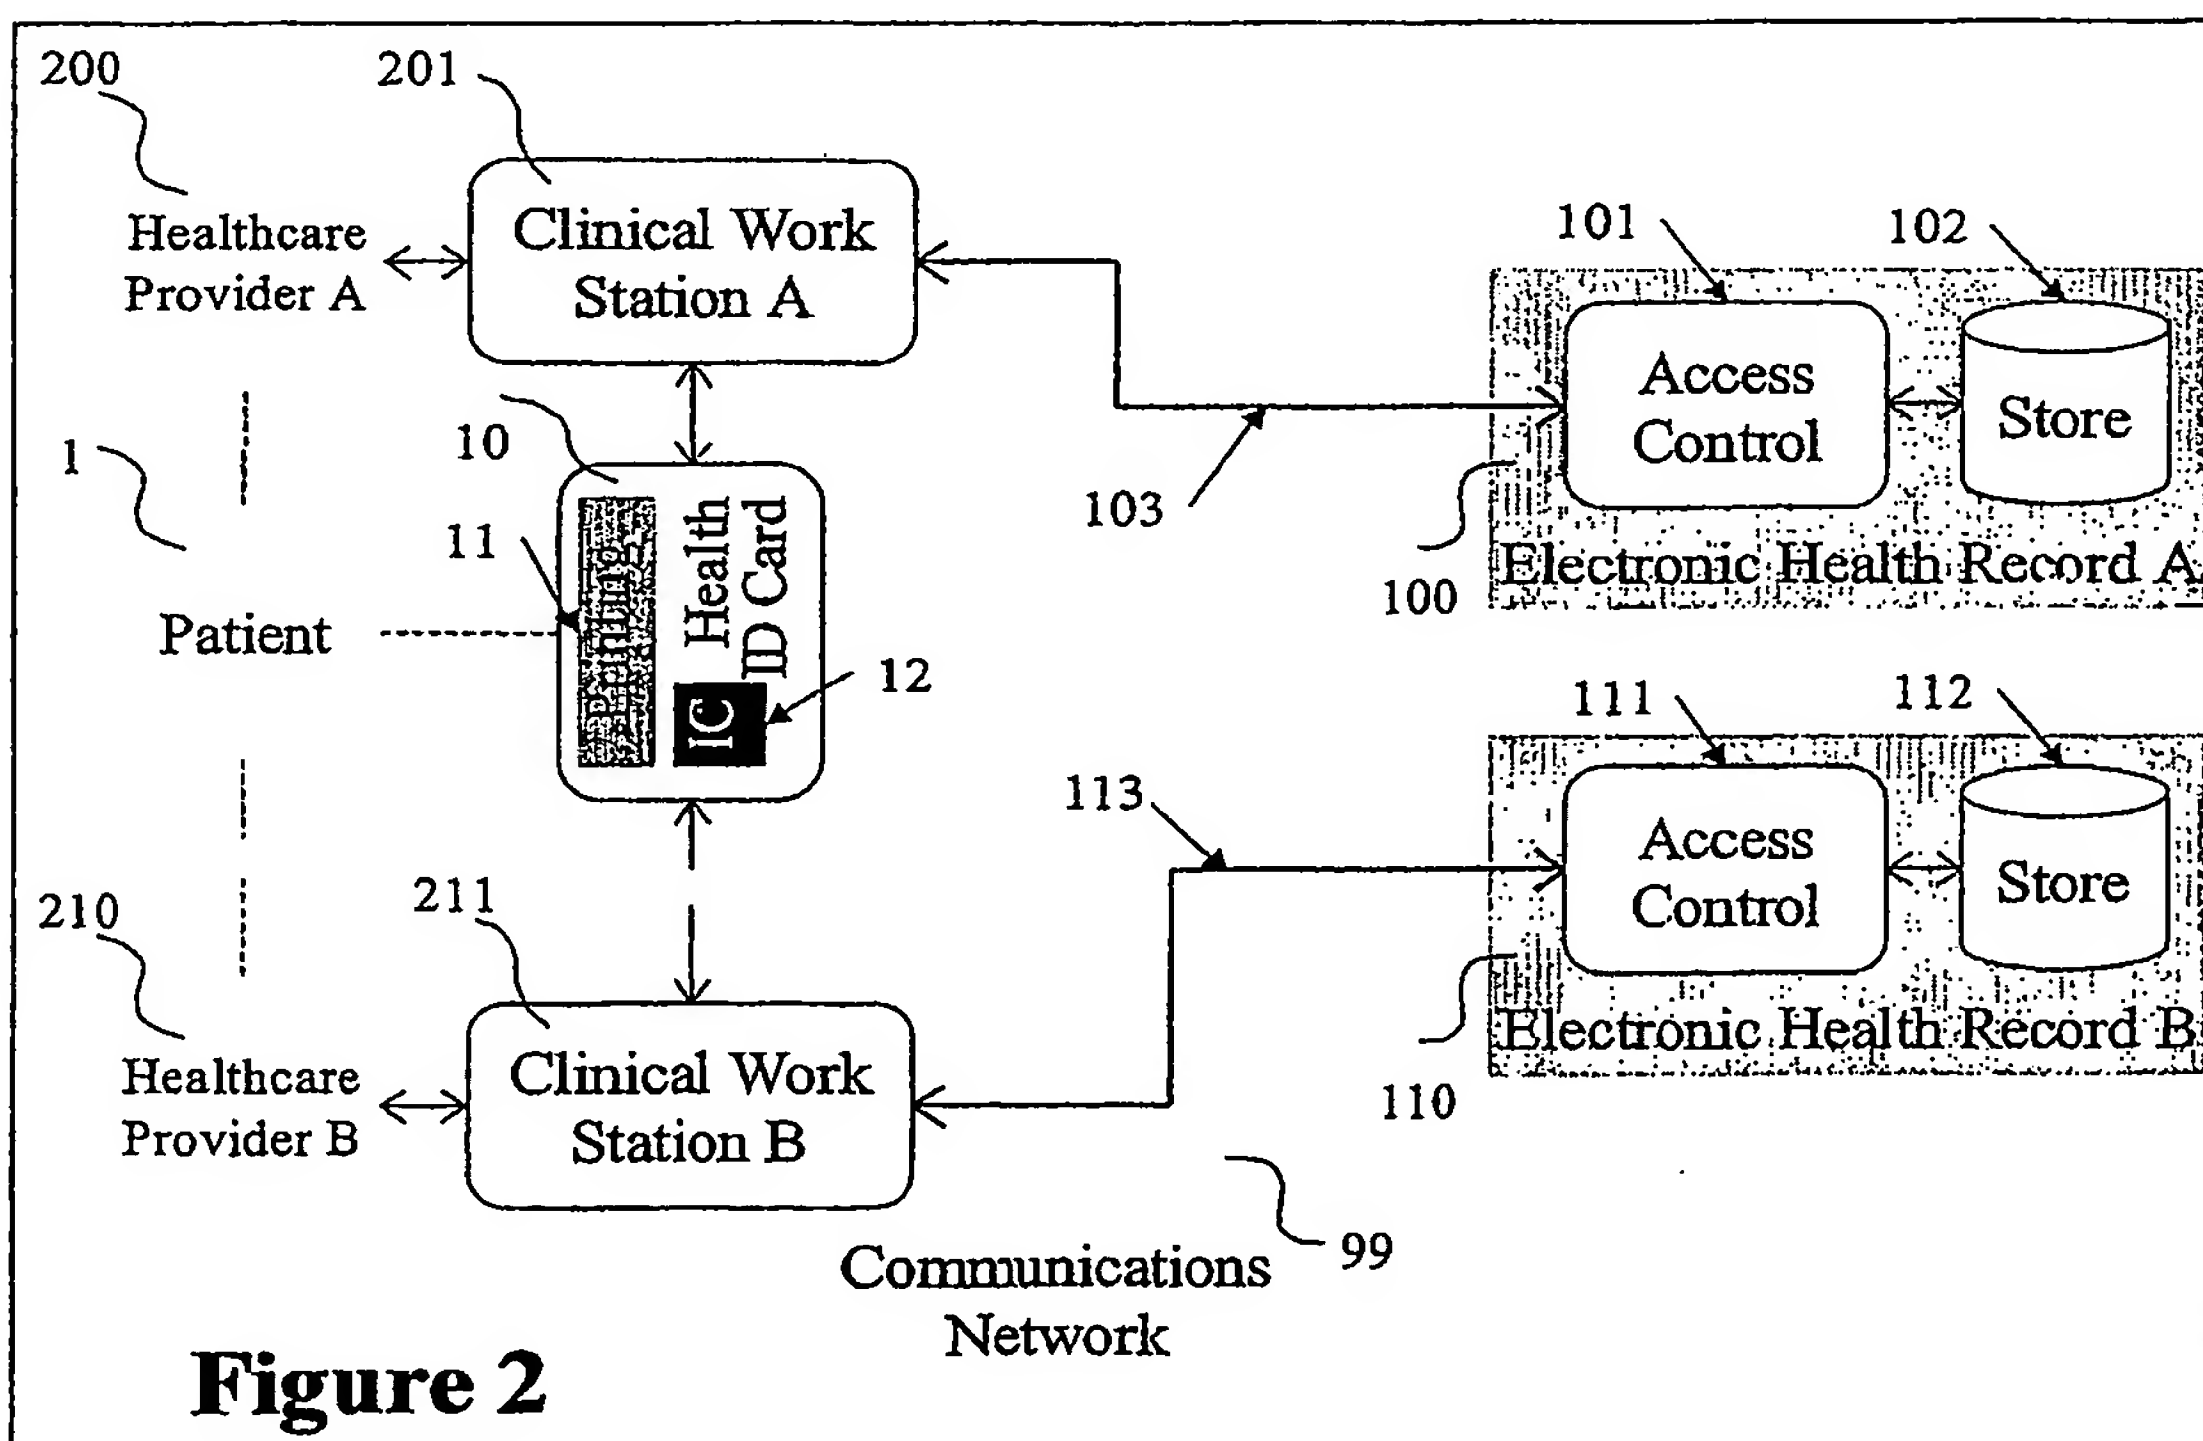 200
201
Healthcare
Provider A
Clinical Work
Station A
101
102
Access
Control
Store
103
100
Electronic Health Record A
1
10
11
Patient
Printing
Health
ID Card
IC
12
111
112
113
Access
Control
Store
110
Electronic Health Record B
210
211
Healthcare
Provider B
Clinical Work
Station B
99
Communications
Network
Figure 2